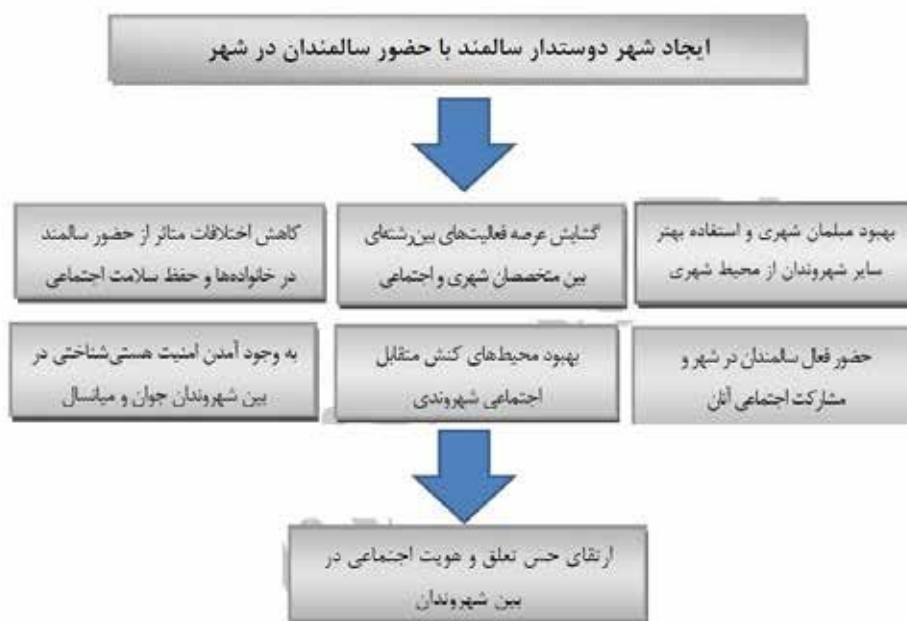 ایجاد شهر دوستدار سالمند با حضور سالمندان در شهر
بهبود مبلمان شهری و استفاده بهتر
سایر شهروندان از محیط شهری
گشایش عرصه فعالیت‌های بین‌رشته‌ای
بین متخصصان شهری و اجتماعی
کاهش اختلافات متاثر از حضور سالمند
در خانواده‌ها و حفظ سلامت اجتماعی
حضور فعال سالمندان در شهر و
مشارکت اجتماعی آنان
بهبود محیط‌های کنش متقابل
اجتماعی شهروندی
به وجود آمدن امنیت هستی‌شناختی در
بین شهروندان جوان و میانسال
ارتقای حس تعلق و هویت اجتماعی در
بین شهروندان